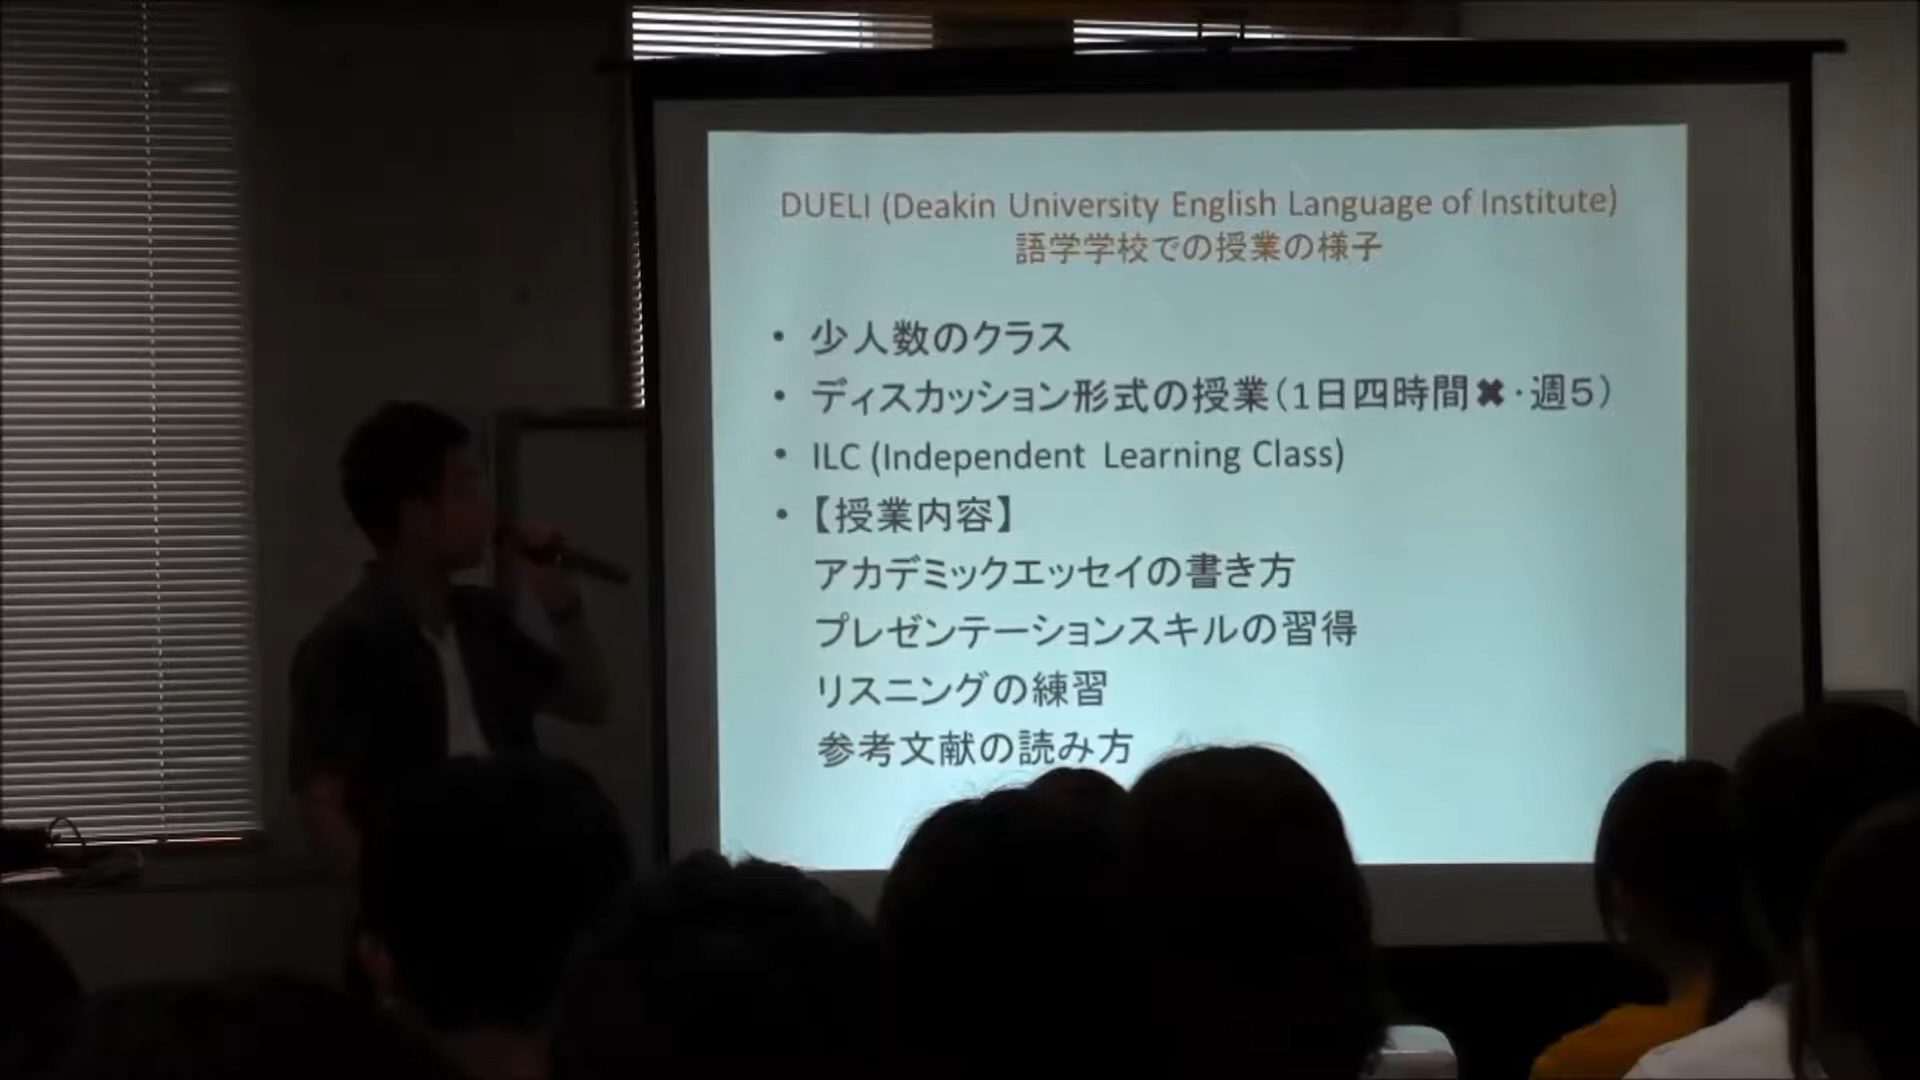 DUELI (Deakin University English Language of Institute)
語学学校での授業の様子
• 少人数のクラス
• ディスカッション形式の授業（1日四時間✖・週５）
• ILC (Independent Learning Class)
• 【授業内容】
アカデミックエッセイの書き方
プレゼンテーションスキルの習得
リスニングの練習
参考文献の読み方